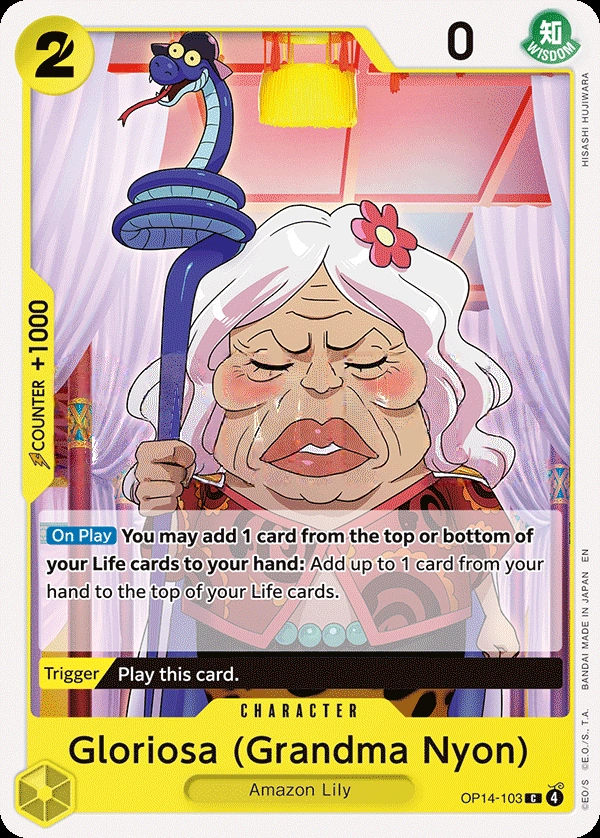 2
0
知
WISDOM
HISASHI HUJIWARA
COUNTER +1000
On Play You may add 1 card from the top or bottom of
your Life cards to your hand: Add up to 1 card from your
hand to the top of your Life cards.
Trigger Play this card.
CHARACTER
Gloriosa (Grandma Nyon)
Amazon Lily
OP14-103 C 4
©E.O./S., T.A. BANDAI MADE IN JAPAN EN
©EO/S